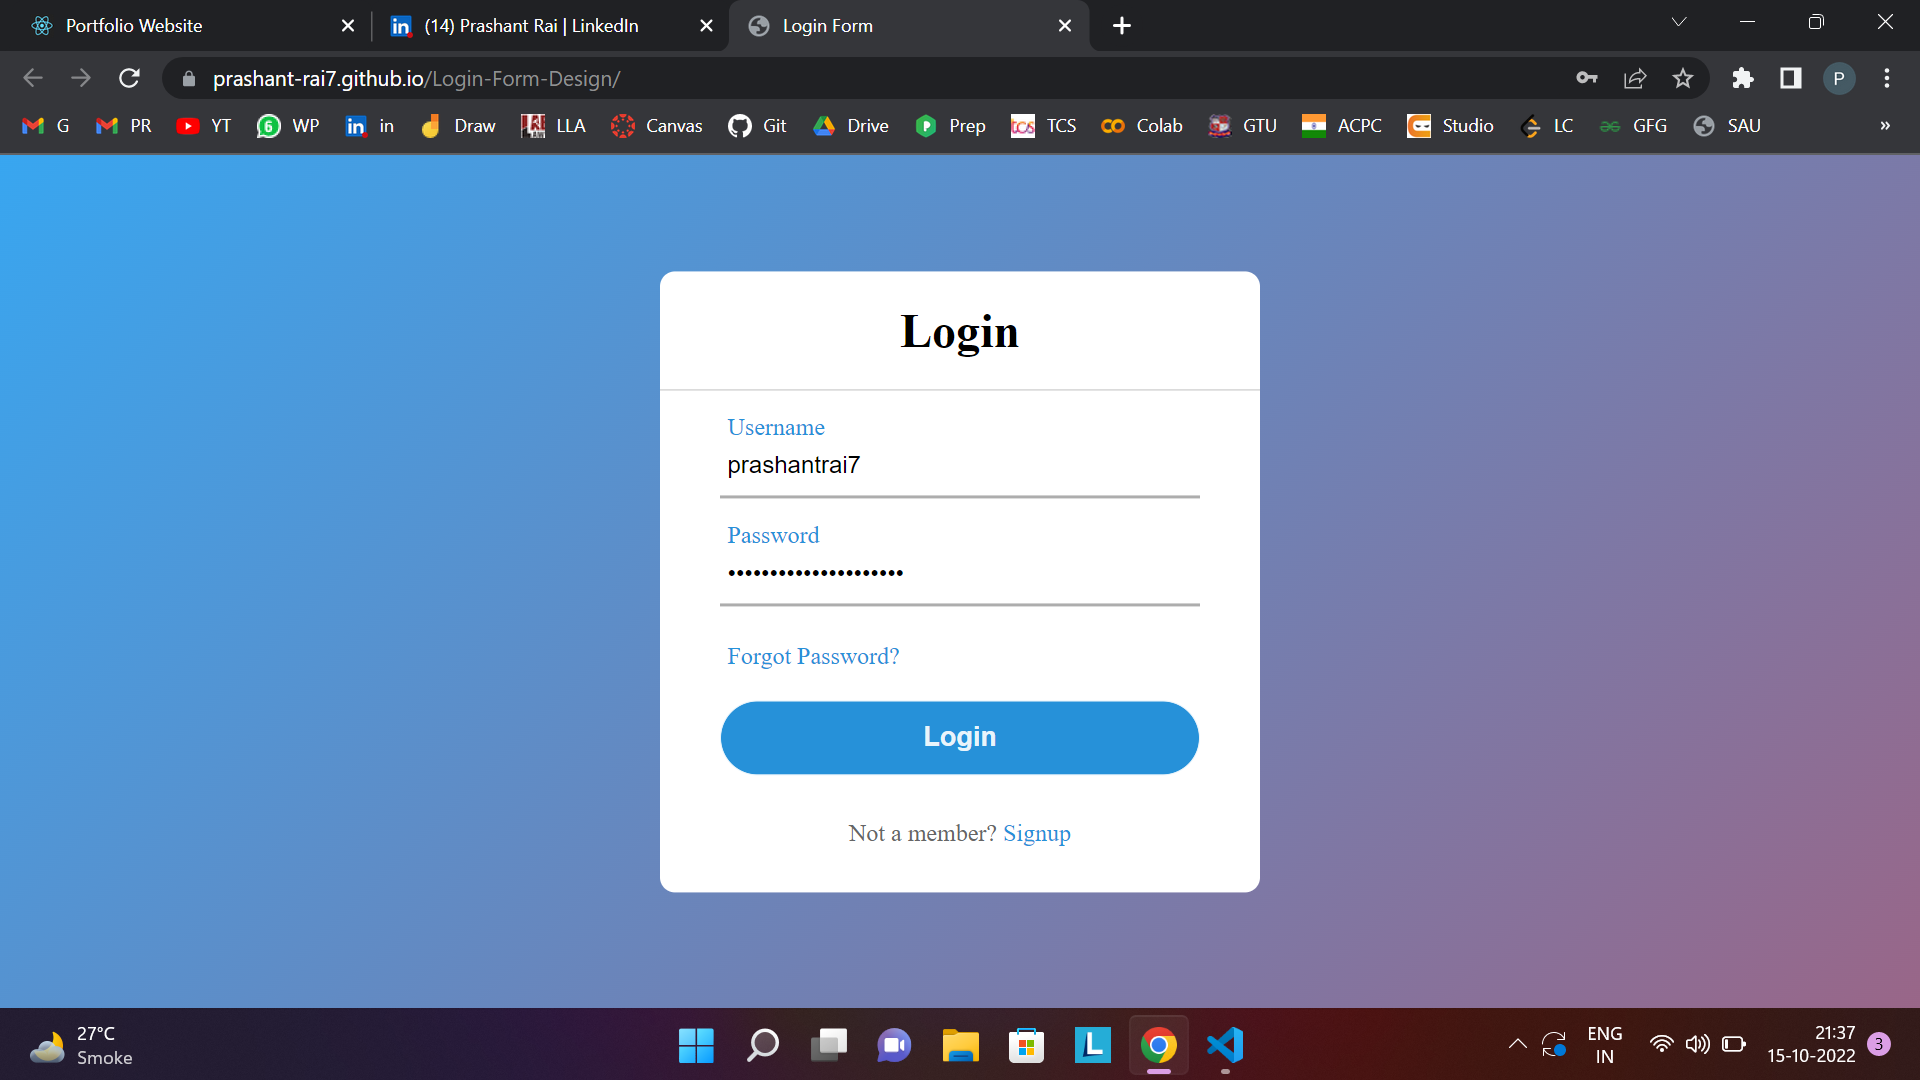 Portfolio Website
(14) Prashant Rai | LinkedIn
Login Form
prashant-rai7.github.io/Login-Form-Design/
P
G PR YT WP in Draw LLA Canvas Git Drive Prep TCS Colab GTU ACPC Studio LC GFG SAU »
Login
Username
prashantrai7
Password
•••••••••••••••••••••
Forgot Password?
Login
Not a member? Signup
27°C
Smoke
ENG
IN
21:37
15-10-2022
3